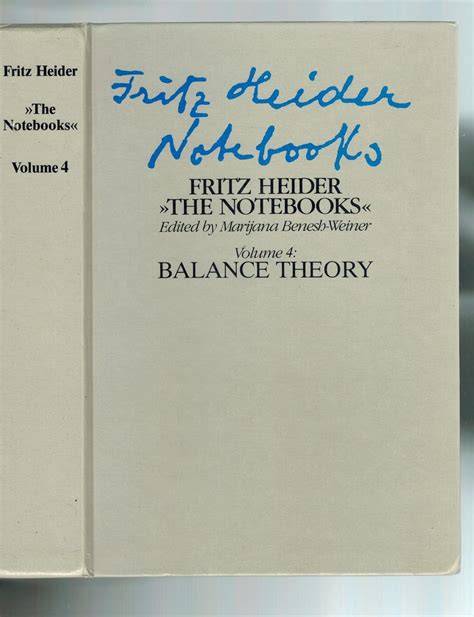 Fritz Heider
»The
Notebooks«
Volume 4
Fritz Heider
Notebooks
FRITZ HEIDER
»THE NOTEBOOKS«
Edited by Marijana Benesh-Weiner
Volume 4:
BALANCE THEORY